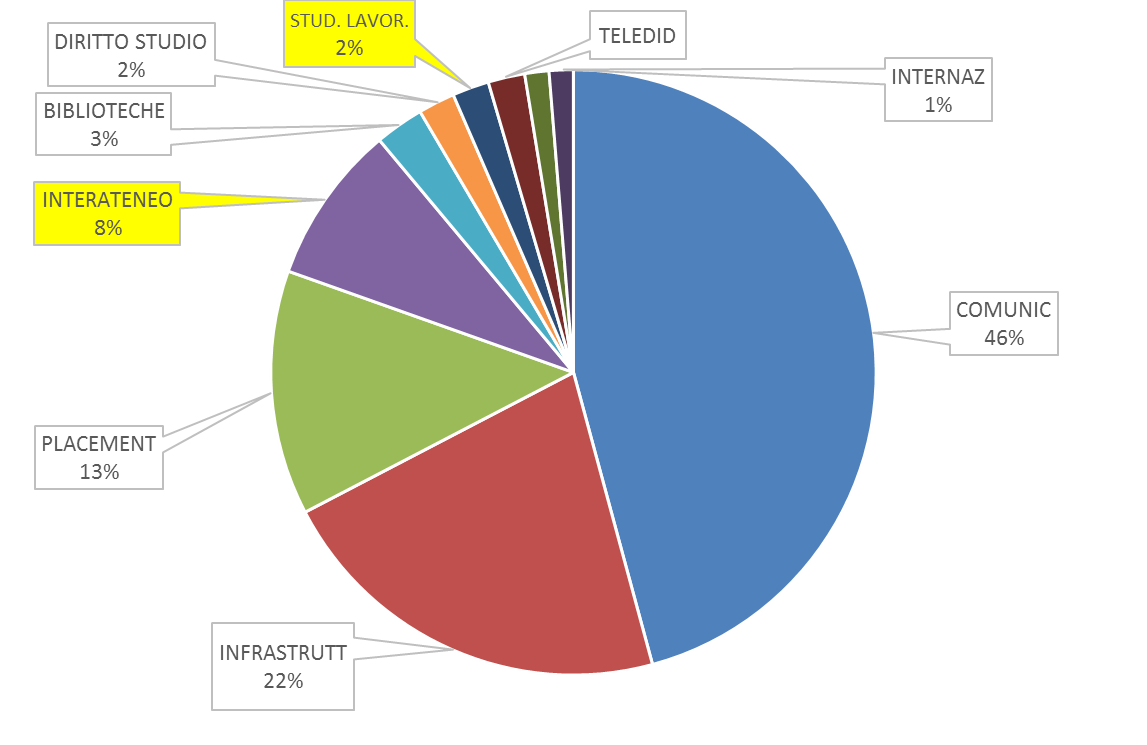 STUD. LAVOR.
2%
TELEDID
DIRITTO STUDIO
2%
INTERNAZ
1%
BIBLIOTECHE
3%
INTERATENEO
8%
COMUNIC
46%
PLACEMENT
13%
INFRASTRUTT
22%